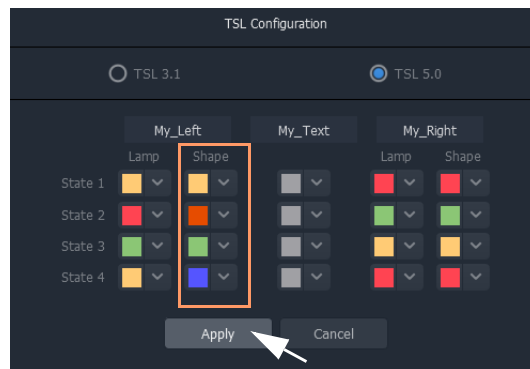 TSL Configuration
TSL 3.1 TSL 5.0
My_Left My_Text My_Right
Lamp Shape Lamp Shape
State 1
State 2
State 3
State 4
Apply Cancel